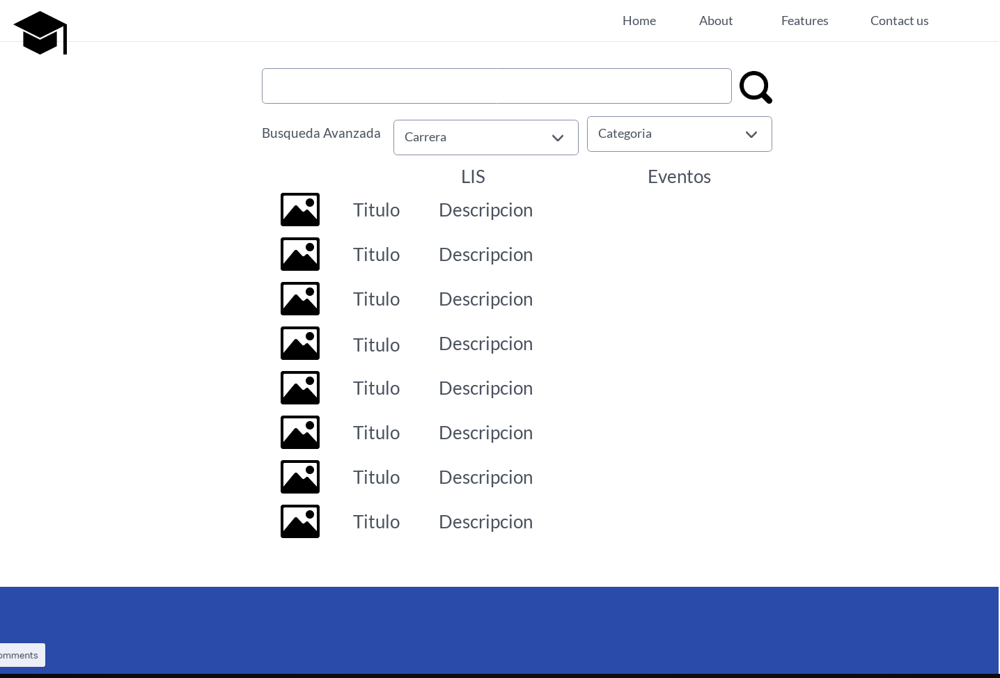 Home About Features Contact us
Busqueda Avanzada Carrera Categoria
LIS Eventos
Titulo Descripcion
Titulo Descripcion
Titulo Descripcion
Titulo Descripcion
Titulo Descripcion
Titulo Descripcion
Titulo Descripcion
Titulo Descripcion
omments